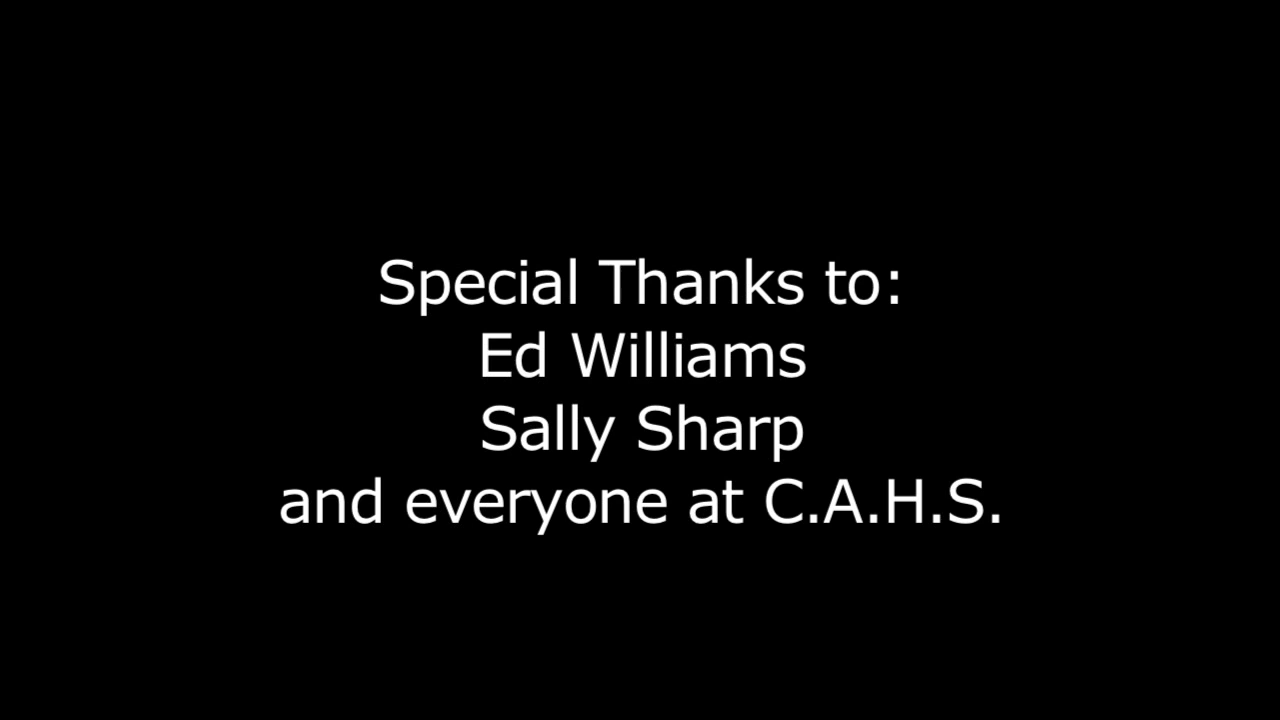 Special Thanks to:
Ed Williams
Sally Sharp
and everyone at C.A.H.S.